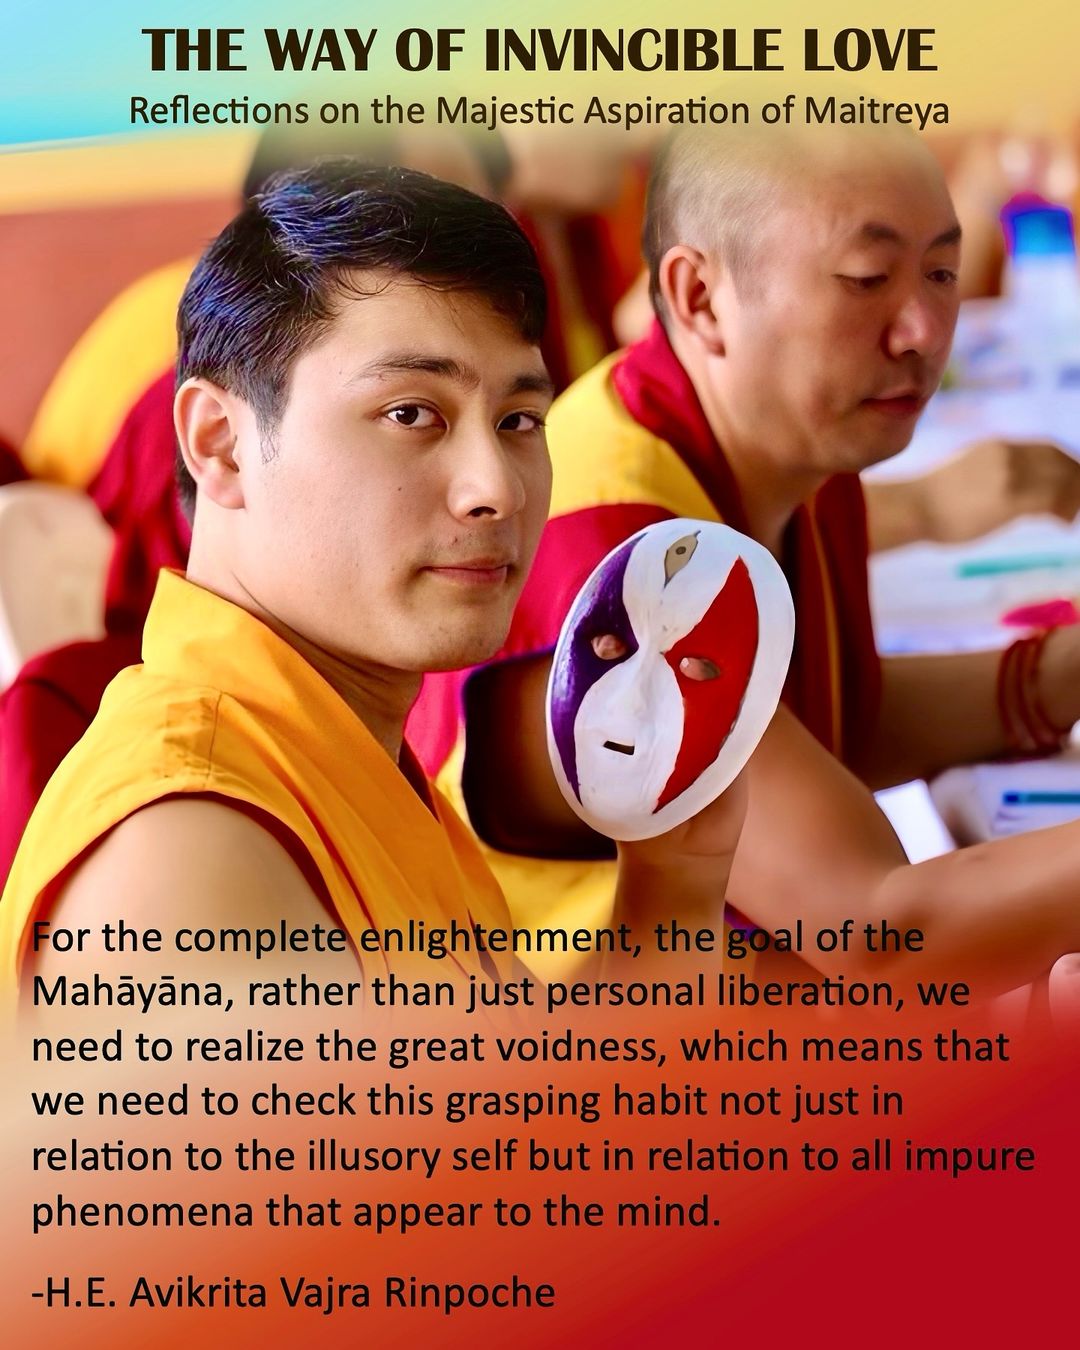 THE WAY OF INVINCIBLE LOVE
Reflections on the Majestic Aspiration of Maitreya
For the complete enlightenment, the goal of the
Mahāyāna, rather than just personal liberation, we
need to realize the great voidness, which means that
we need to check this grasping habit not just in
relation to the illusory self but in relation to all impure
phenomena that appear to the mind.
-H.E. Avikrita Vajra Rinpoche